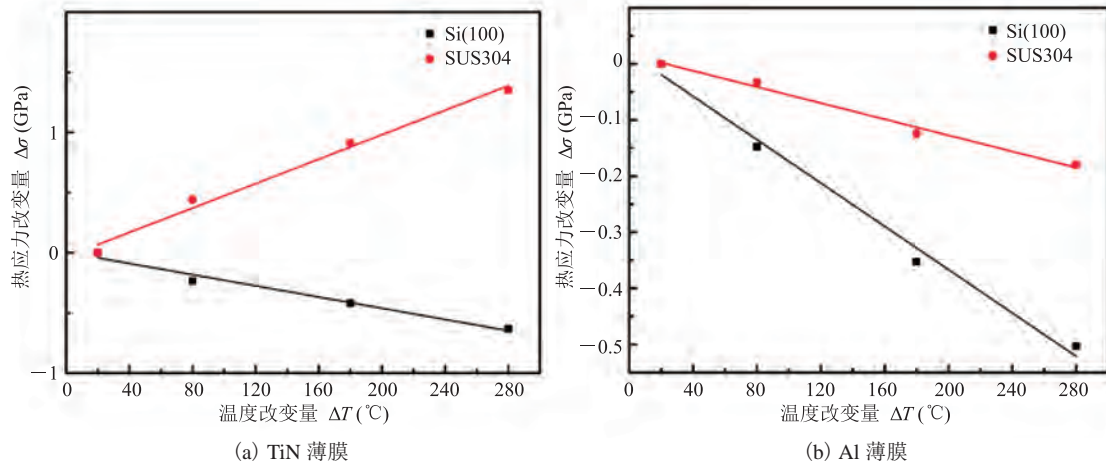 Si(100)
SUS304
1
0
−1
热应力改变量 Δσ (GPa)
0 40 80 120 160 200 240 280
温度改变量 ΔT (℃)
(a) TiN 薄膜
Si(100)
SUS304
0
−0.1
−0.2
−0.3
−0.4
−0.5
热应力改变量 Δσ (GPa)
0 40 80 120 160 200 240 280
温度改变量 ΔT (℃)
(b) Al 薄膜